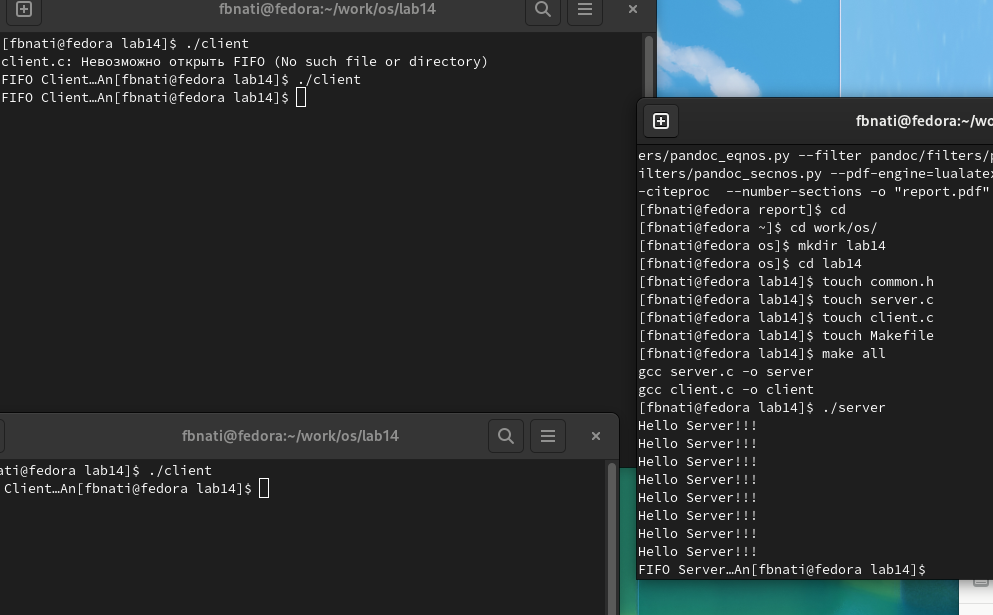 fbnati@fedora:~/work/os/lab14
[fbnati@fedora lab14]$ ./client
client.c: Невозможно открыть FIFO (No such file or directory)
FIFO Client…An[fbnati@fedora lab14]$ ./client
FIFO Client…An[fbnati@fedora lab14]$
fbnati@fedora:~/wo
ers/pandoc_eqnos.py --filter pandoc/filters/p
ilters/pandoc_secnos.py --pdf-engine=lualatex
-citeproc  --number-sections -o "report.pdf"
[fbnati@fedora report]$ cd
[fbnati@fedora ~]$ cd work/os/
[fbnati@fedora os]$ mkdir lab14
[fbnati@fedora os]$ cd lab14
[fbnati@fedora lab14]$ touch common.h
[fbnati@fedora lab14]$ touch server.c
[fbnati@fedora lab14]$ touch client.c
[fbnati@fedora lab14]$ touch Makefile
[fbnati@fedora lab14]$ make all
gcc server.c -o server
gcc client.c -o client
[fbnati@fedora lab14]$ ./server
Hello Server!!!
Hello Server!!!
Hello Server!!!
Hello Server!!!
Hello Server!!!
Hello Server!!!
Hello Server!!!
Hello Server!!!
FIFO Server…An[fbnati@fedora lab14]$
fbnati@fedora:~/work/os/lab14
ati@fedora lab14]$ ./client
Client…An[fbnati@fedora lab14]$